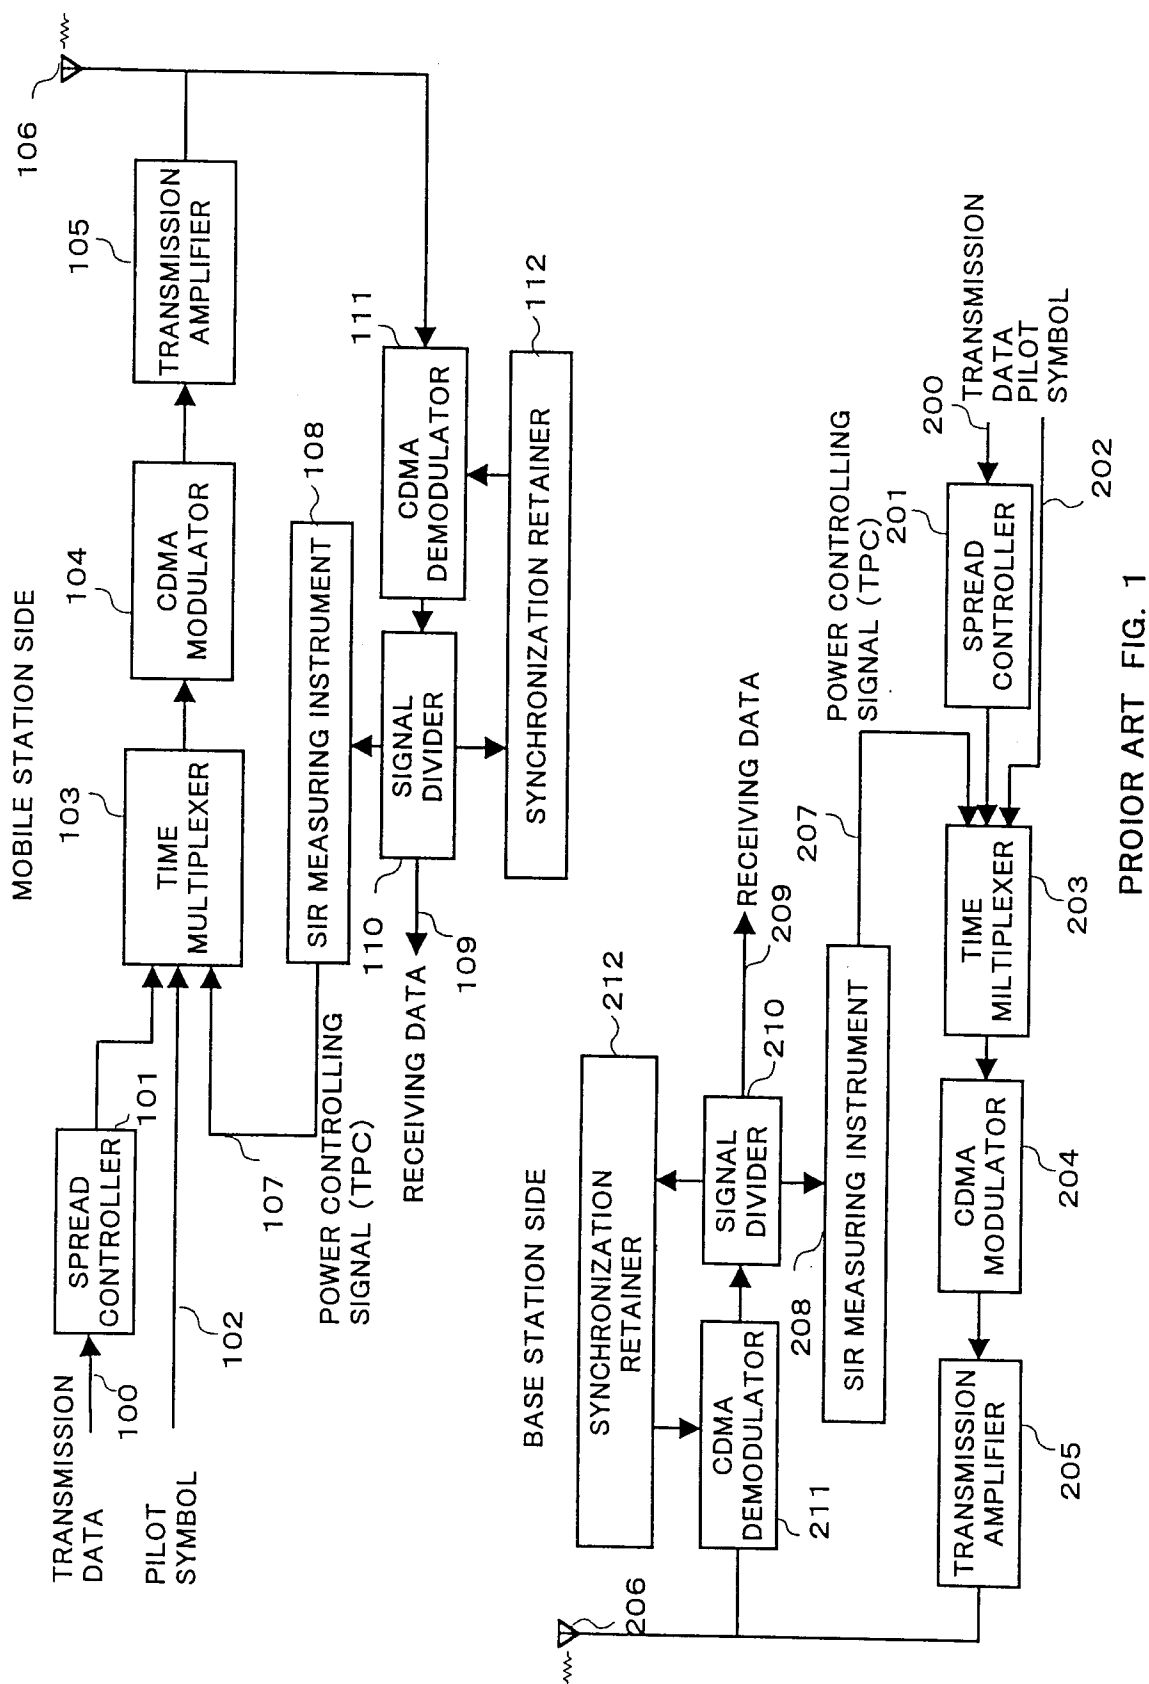 MOBILE STATION SIDE
TRANSMISSION
DATA
100
PILOT
SYMBOL
102
SPREAD
CONTROLLER
101
TIME
MULTIPLEXER
103
CDMA
MODULATOR
104
TRANSMISSION
AMPLIFIER
105
106
107
POWER CONTROLLING
SIGNAL (TPC)
SIR MEASURING INSTRUMENT
108
RECEIVING DATA
109
SIGNAL
DIVIDER
110
CDMA
DEMODULATOR
111
SYNCHRONIZATION RETAINER
112
BASE STATION SIDE
206
SYNCHRONIZATION
RETAINER
212
CDMA
DEMODULATOR
211
SIGNAL
DIVIDER
210
RECEIVING DATA
209
SIR MEASURING INSTRUMENT
208
207
POWER CONTROLLING
SIGNAL (TPC)
TRANSMISSION
AMPLIFIER
205
CDMA
MODULATOR
204
TIME
MILTIPLEXER
203
SPREAD
CONTROLLER
201
200
TRANSMISSION
DATA
PILOT
SYMBOL
202
PROIOR ART FIG. 1